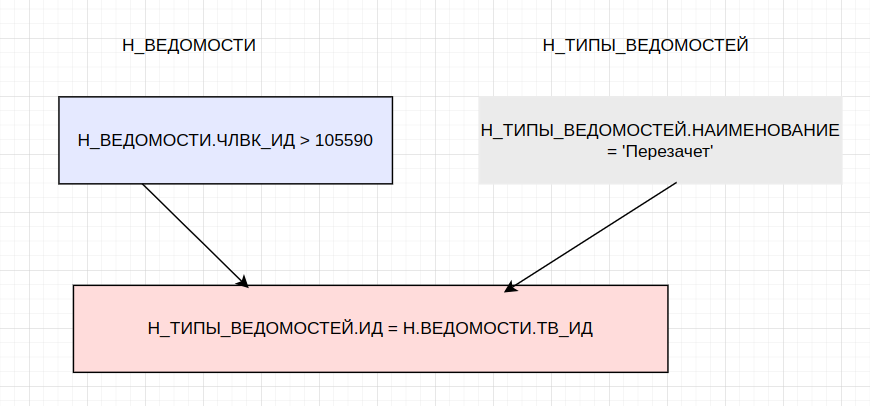 Н_ВЕДОМОСТИ
Н_ТИПЫ_ВЕДОМОСТЕЙ
Н_ВЕДОМОСТИ.ЧЛВК_ИД > 105590
Н_ТИПЫ_ВЕДОМОСТЕЙ.НАИМЕНОВАНИЕ
= 'Перезачет'
Н_ТИПЫ_ВЕДОМОСТЕЙ.ИД = Н.ВЕДОМОСТИ.ТВ_ИД